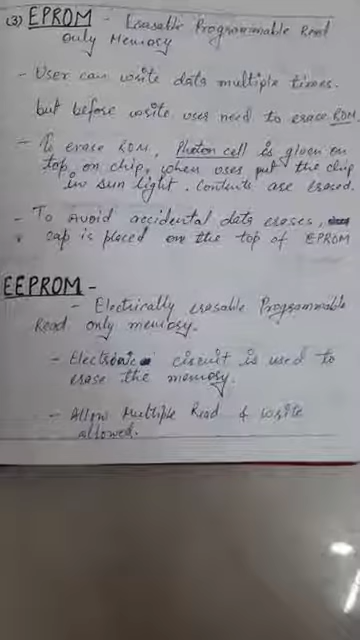 (3) EPROM - Erasable Programmable Read
Only Memory
- User can write data multiple times.
but before write user need to erase ROM.
- To erase ROM, Photon cell is given on
top on chip, when user put the chip
in sun light. Contents are erased.
- To Avoid accidental data erases,
cap is placed on the top of EPROM
EEPROM -
- Electrically erasable Programmable
Read only memory.
- Electronic circuit is used to
erase the memory.
- Allow Multiple Read & write
allowed.